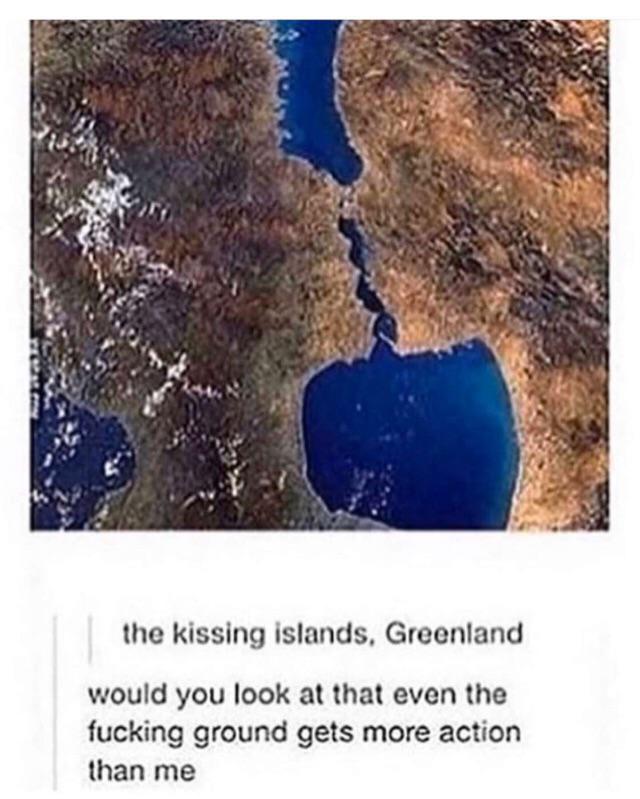 the kissing islands, Greenland
would you look at that even the
fucking ground gets more action
than me